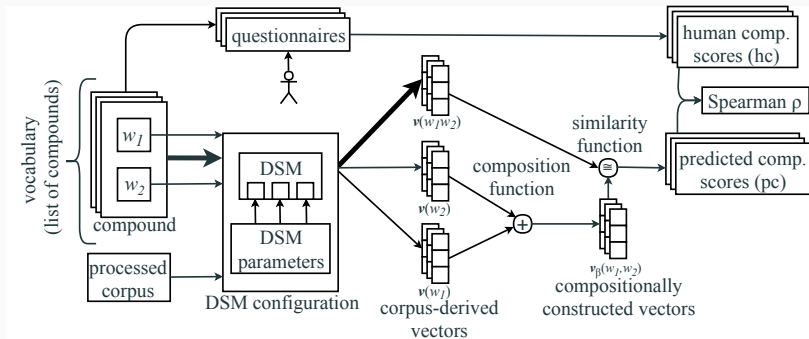 questionnaires
human comp.
scores (hc)
Spearman ρ
vocabulary
(list of compounds)
w1
w2
compound
processed
corpus
DSM
DSM
parameters
DSM configuration
v(w1w2)
v(w2)
v(w1)
corpus-derived
vectors
composition
function
+
similarity
function
≅
predicted comp.
scores (pc)
vβ(w1,w2)
compositionally
constructed vectors